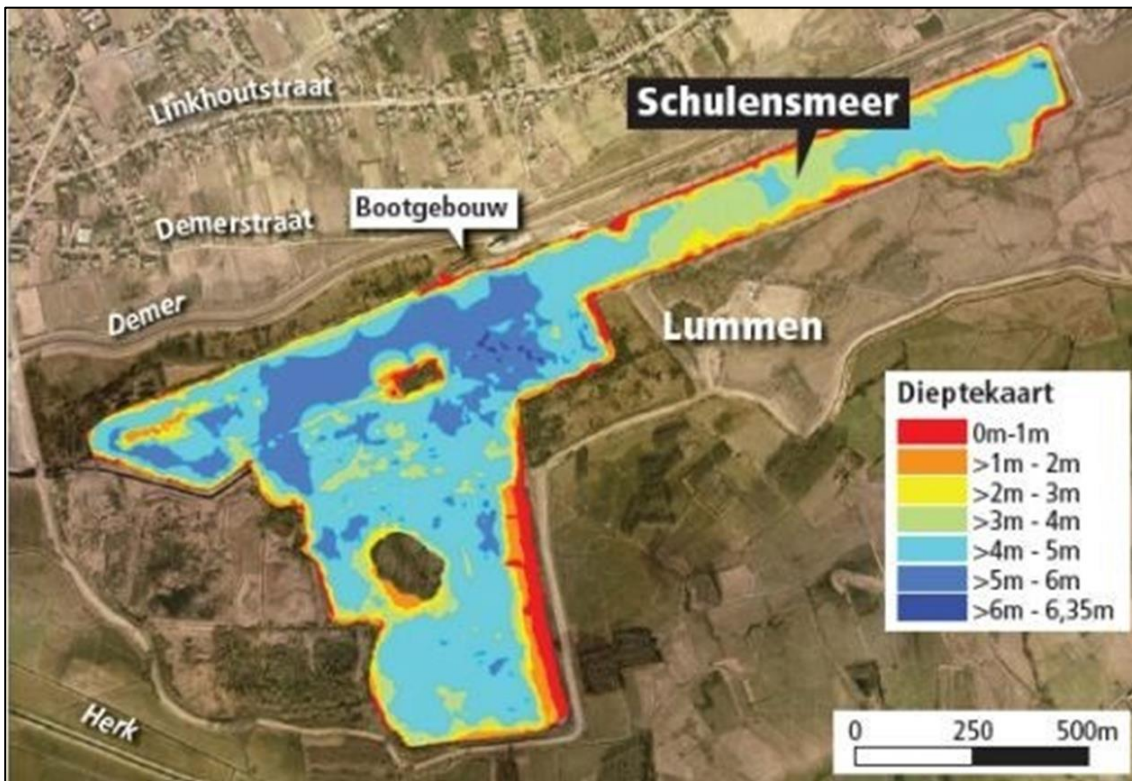 Linkhoutstraat
Schulensmeer
Bootgebouw
Demerstraat
Demer
Lummen
Dieptekaart
0m-1m
>1m - 2m
>2m - 3m
>3m - 4m
>4m - 5m
>5m - 6m
>6m - 6,35m
Herk
0 250 500m